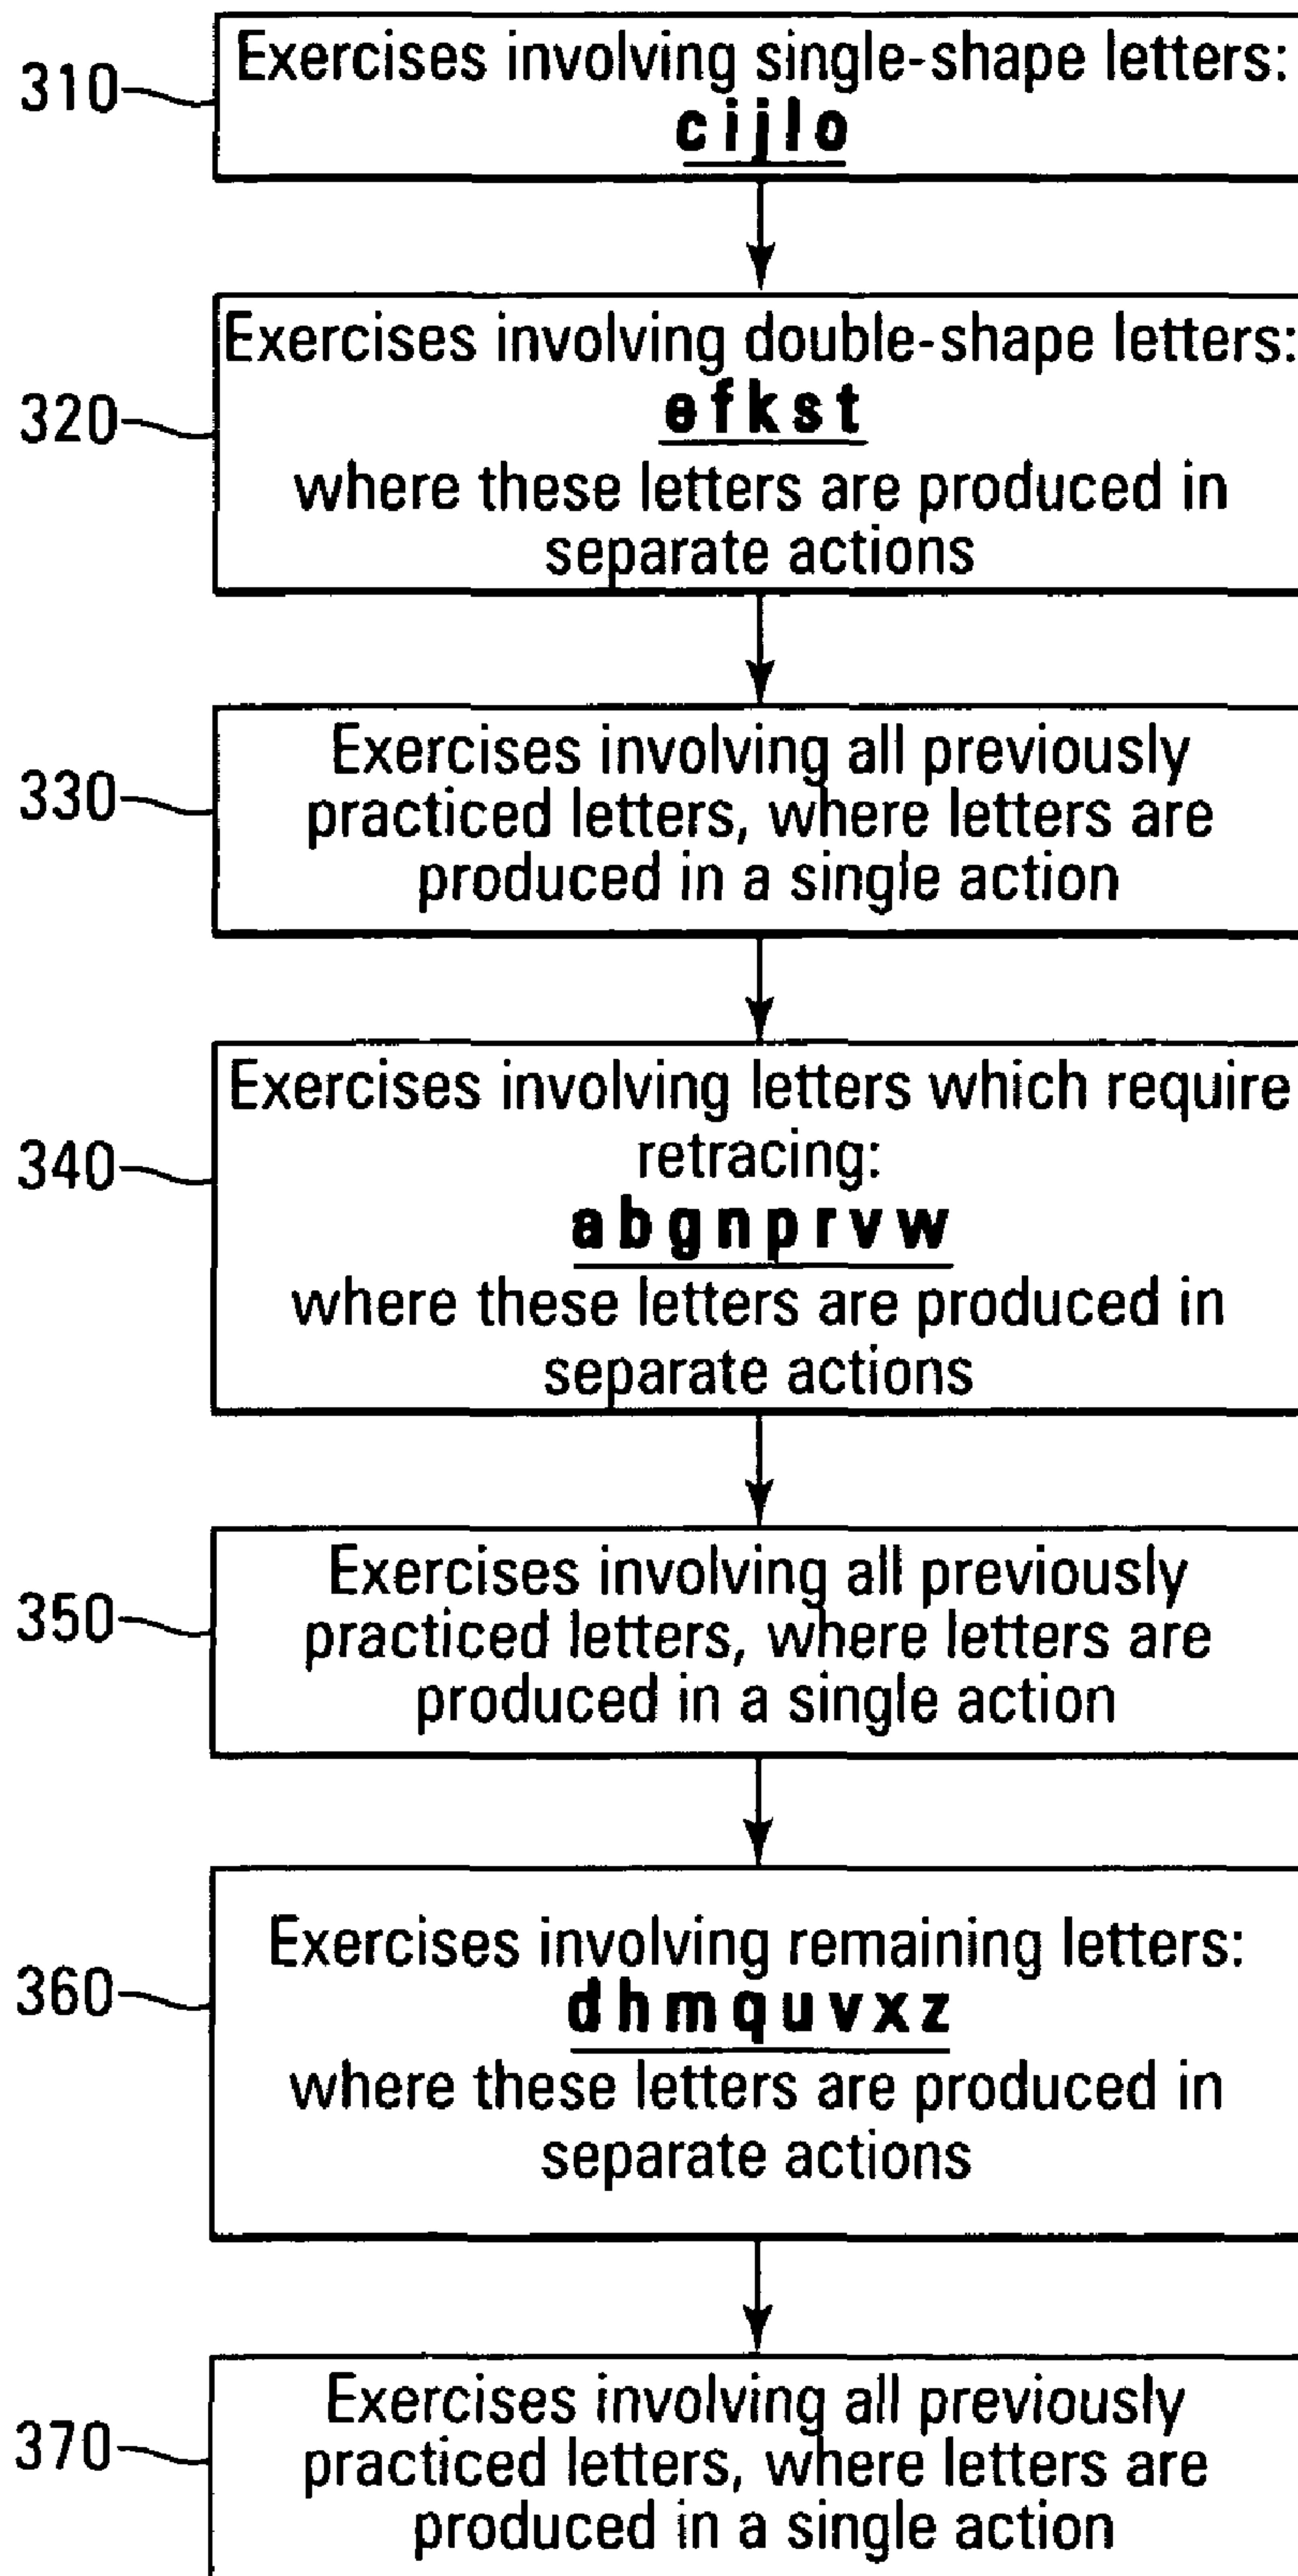 310
Exercises involving single-shape letters:
c i j l o
320
Exercises involving double-shape letters:
e f k s t
where these letters are produced in
separate actions
330
Exercises involving all previously
practiced letters, where letters are
produced in a single action
340
Exercises involving letters which require
retracing:
a b g n p r v w
where these letters are produced in
separate actions
350
Exercises involving all previously
practiced letters, where letters are
produced in a single action
360
Exercises involving remaining letters:
d h m q u v x z
where these letters are produced in
separate actions
370
Exercises involving all previously
practiced letters, where letters are
produced in a single action